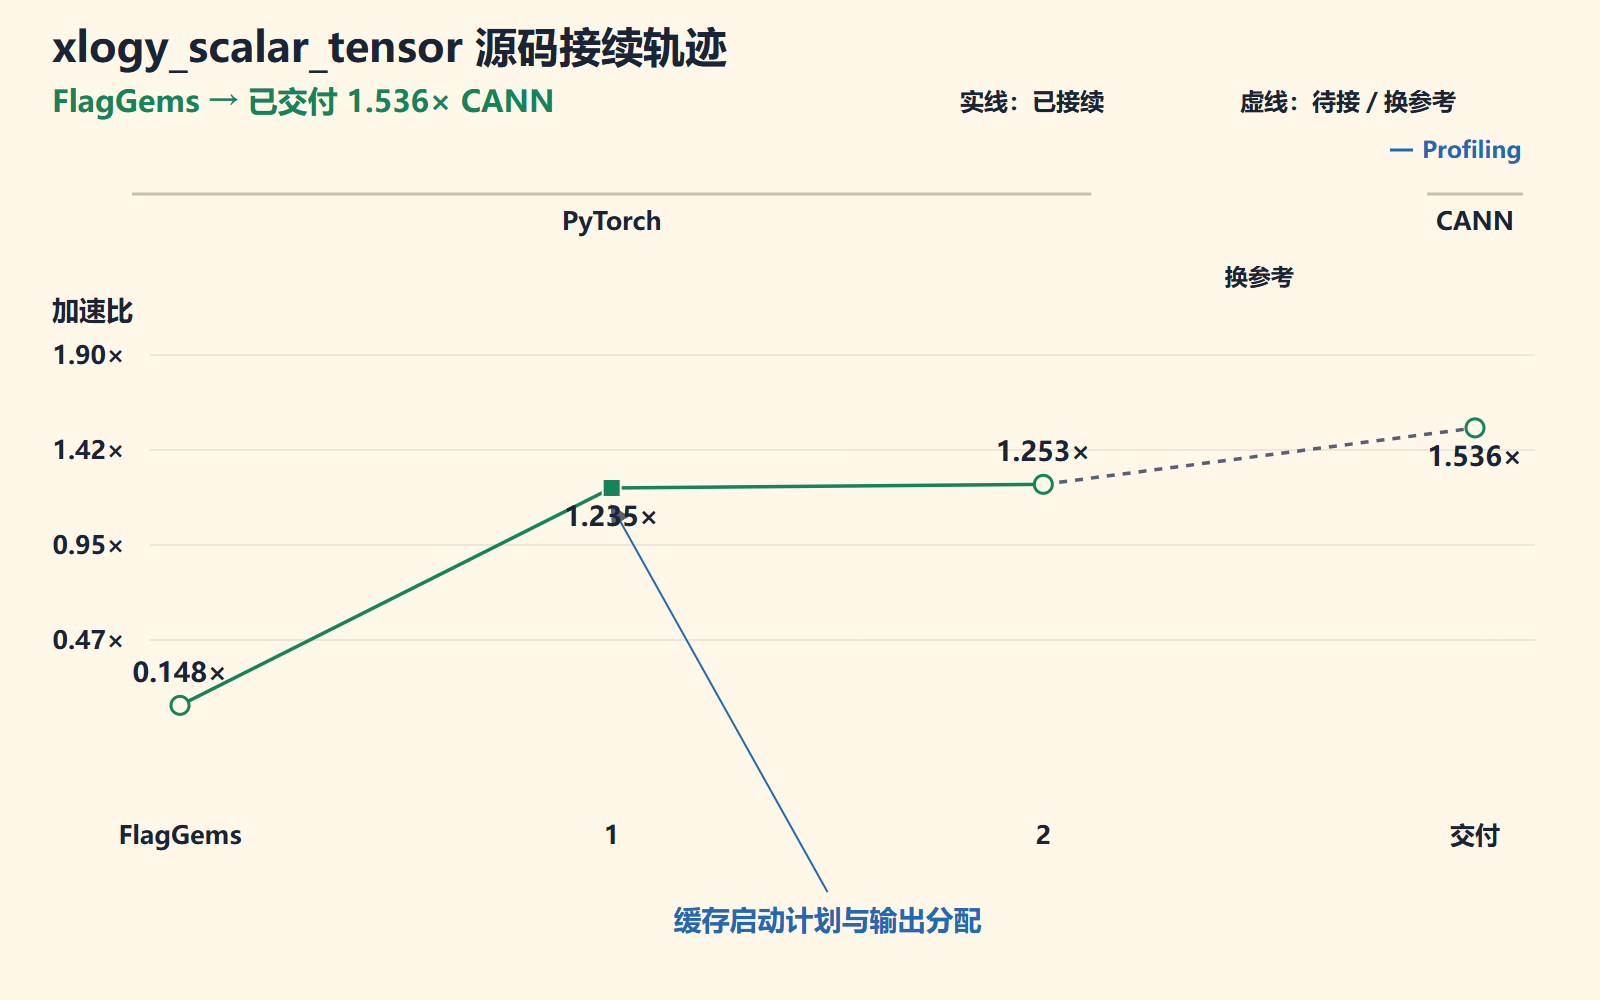 xlogy_scalar_tensor 源码接续轨迹
FlagGems → 已交付 1.536× CANN
实线：已接续
虚线：待接 / 换参考
Profiling
PyTorch
CANN
换参考
加速比
1.90×
1.42×
0.95×
0.47×
0.148×
1.235×
1.253×
1.536×
FlagGems
1
2
交付
缓存启动计划与输出分配